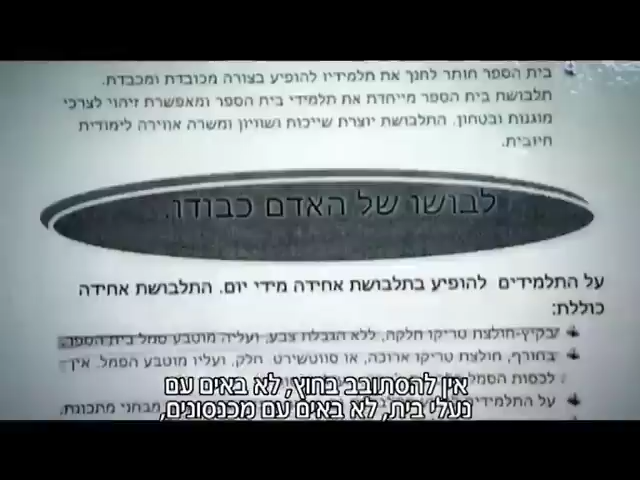 בית הספר חותר לחנך את תלמידיו להופיע בצורה מכובדת ומכבדת.
תלבושת בית הספר מייחדת את תלמידי בית הספר ומאפשרת זיהוי לצרכי
מוגנות ובטחון. התלבושת יוצרת שייכות ושוויון ומשרה אווירה לימודית
חיובית.
לבושו של האדם כבודו.
על התלמידים להופיע בתלבושת אחידה מידי יום. התלבושת אחידה
כוללת:
בקיץ-חולצת טריקו חלקה, ללא הגבלת צבע, ועליה מוטבע סמל בית הספר.
בחורף, חולצת טריקו ארוכה, או סווטשירט חלק, ועליו מוטבע הסמל. אין
לכסות הסמל
על התלמידים מבחני מתכונת,
אין להסתובב בחוץ, לא באים עם
נעלי בית, לא באים עם מכנסונים,